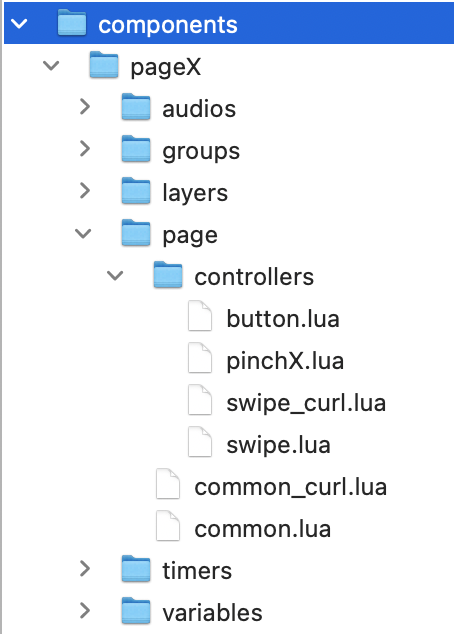 components
pageX
audios
groups
layers
page
controllers
button.lua
pinchX.lua
swipe_curl.lua
swipe.lua
common_curl.lua
common.lua
timers
variables